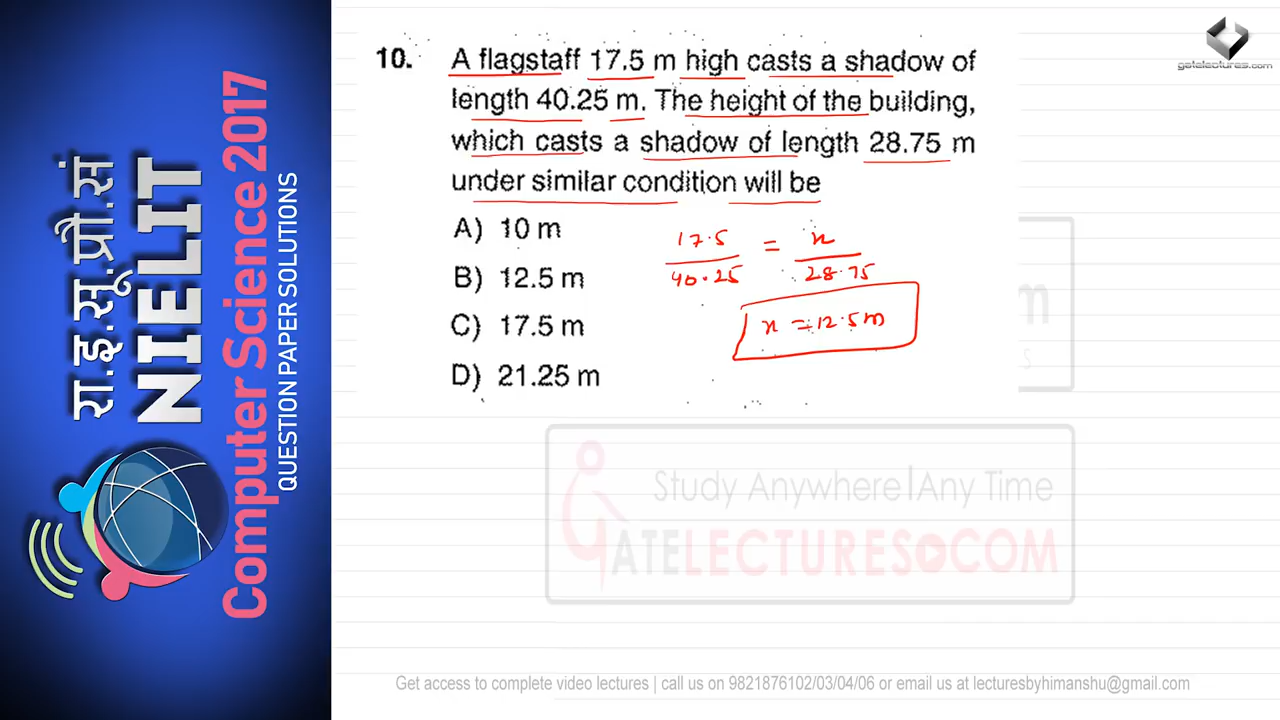 रा.इ.सू.प्रौ.सं
NIELIT
Computer Science 2017
QUESTION PAPER SOLUTIONS
gatelectures.com
10. A flagstaff 17.5 m high casts a shadow of
length 40.25 m. The height of the building,
which casts a shadow of length 28.75 m
under similar condition will be
A) 10 m
B) 12.5 m
C) 17.5 m
D) 21.25 m
17.5 = x
40.25 28.75
x = 12.5m
Study Anywhere|Any Time
GATELECTURES.COM
Get access to complete video lectures | call us on 9821876102/03/04/06 or email us at lecturesbyhimanshu@gmail.com